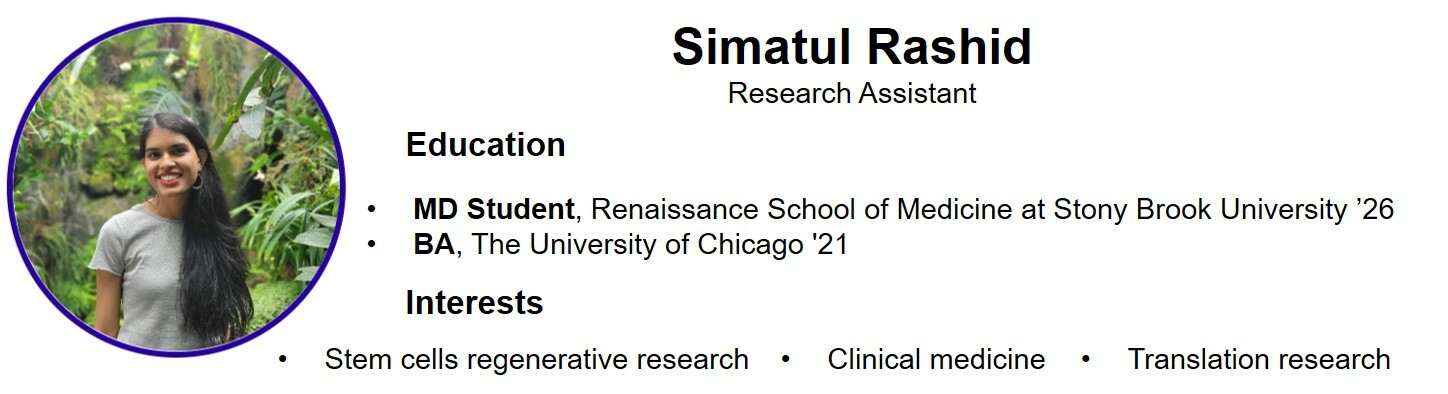 Simatul Rashid
Research Assistant
Education
• MD Student, Renaissance School of Medicine at Stony Brook University ’26
• BA, The University of Chicago '21
Interests
• Stem cells regenerative research • Clinical medicine • Translation research